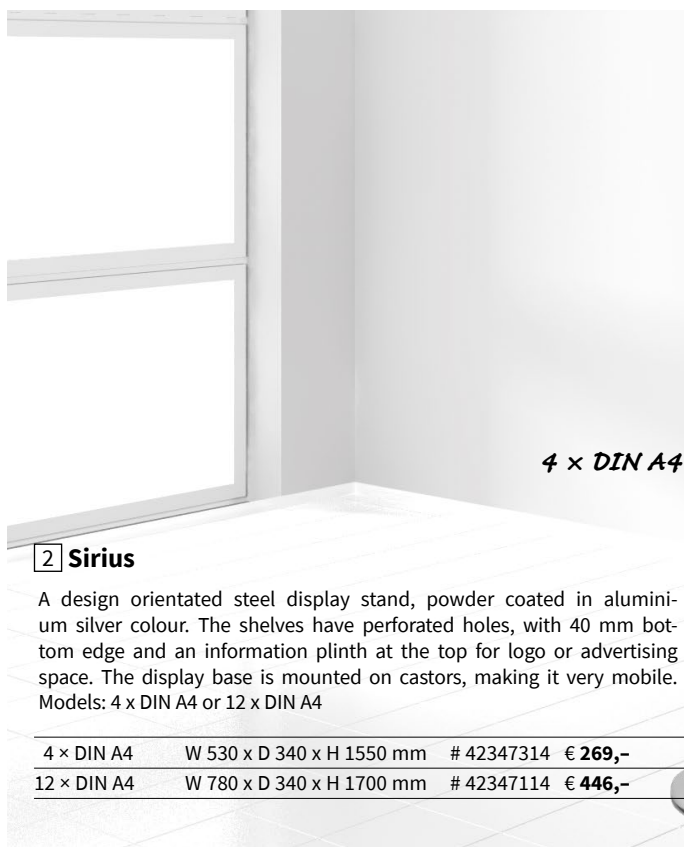 4 × DIN A4
2 Sirius
A design orientated steel display stand, powder coated in alumini-
um silver colour. The shelves have perforated holes, with 40 mm bot-
tom edge and an information plinth at the top for logo or advertising
space. The display base is mounted on castors, making it very mobile.
Models: 4 x DIN A4 or 12 x DIN A4
4 × DIN A4 W 530 x D 340 x H 1550 mm # 42347314 € 269,–
12 × DIN A4 W 780 x D 340 x H 1700 mm # 42347114 € 446,–